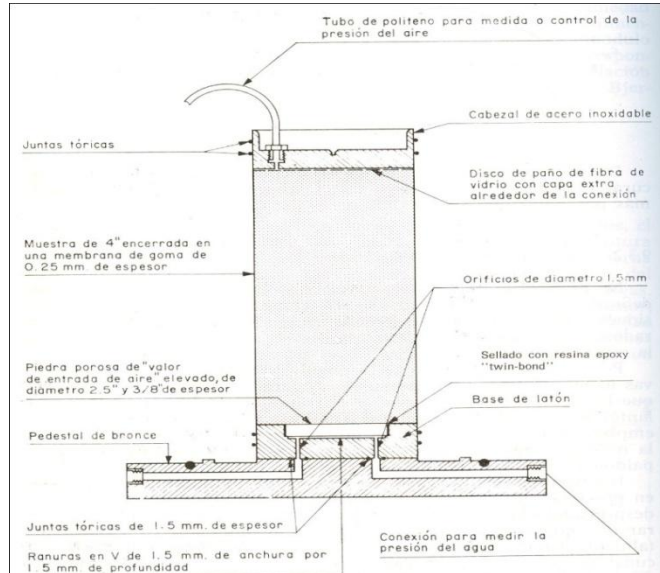 Tubo de politeno para medida o control de la
presión del aire
Juntas tóricas
Cabezal de acero inoxidable
Disco de paño de fibra de
vidrio con capa extra
alrededor de la conexión
Muestra de 4" encerrada en
una membrana de goma de
0.25 mm. de espesor
Orificios de diametro 1.5mm
Piedra porosa de "valor
de entrada de aire" elevado, de
diámetro 2.5" y 3/8" de espesor
Sellado con resina epoxy
"twin-bond"
Base de latón
Pedestal de bronce
Juntas tóricas de 1.5 mm. de espesor
Ranuras en V de 1.5 mm. de anchura por
1.5 mm. de profundidad
Conexión para medir la
presión del agua